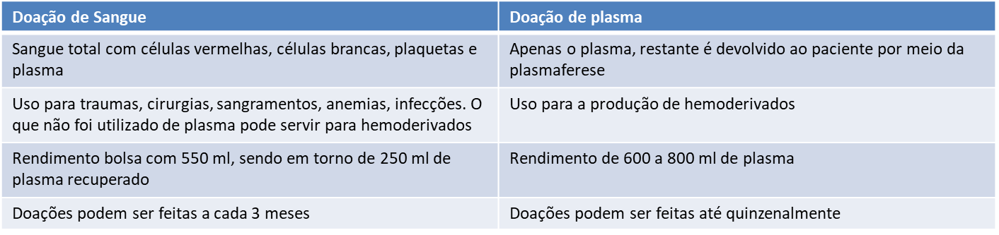 Doação de Sangue
Doação de plasma
Sangue total com células vermelhas, células brancas, plaquetas e
plasma
Apenas o plasma, restante é devolvido ao paciente por meio da
plasmaferese
Uso para traumas, cirurgias, sangramentos, anemias, infecções. O
que não foi utilizado de plasma pode servir para hemoderivados
Uso para a produção de hemoderivados
Rendimento bolsa com 550 ml, sendo em torno de 250 ml de
plasma recuperado
Rendimento de 600 a 800 ml de plasma
Doações podem ser feitas a cada 3 meses
Doações podem ser feitas até quinzenalmente